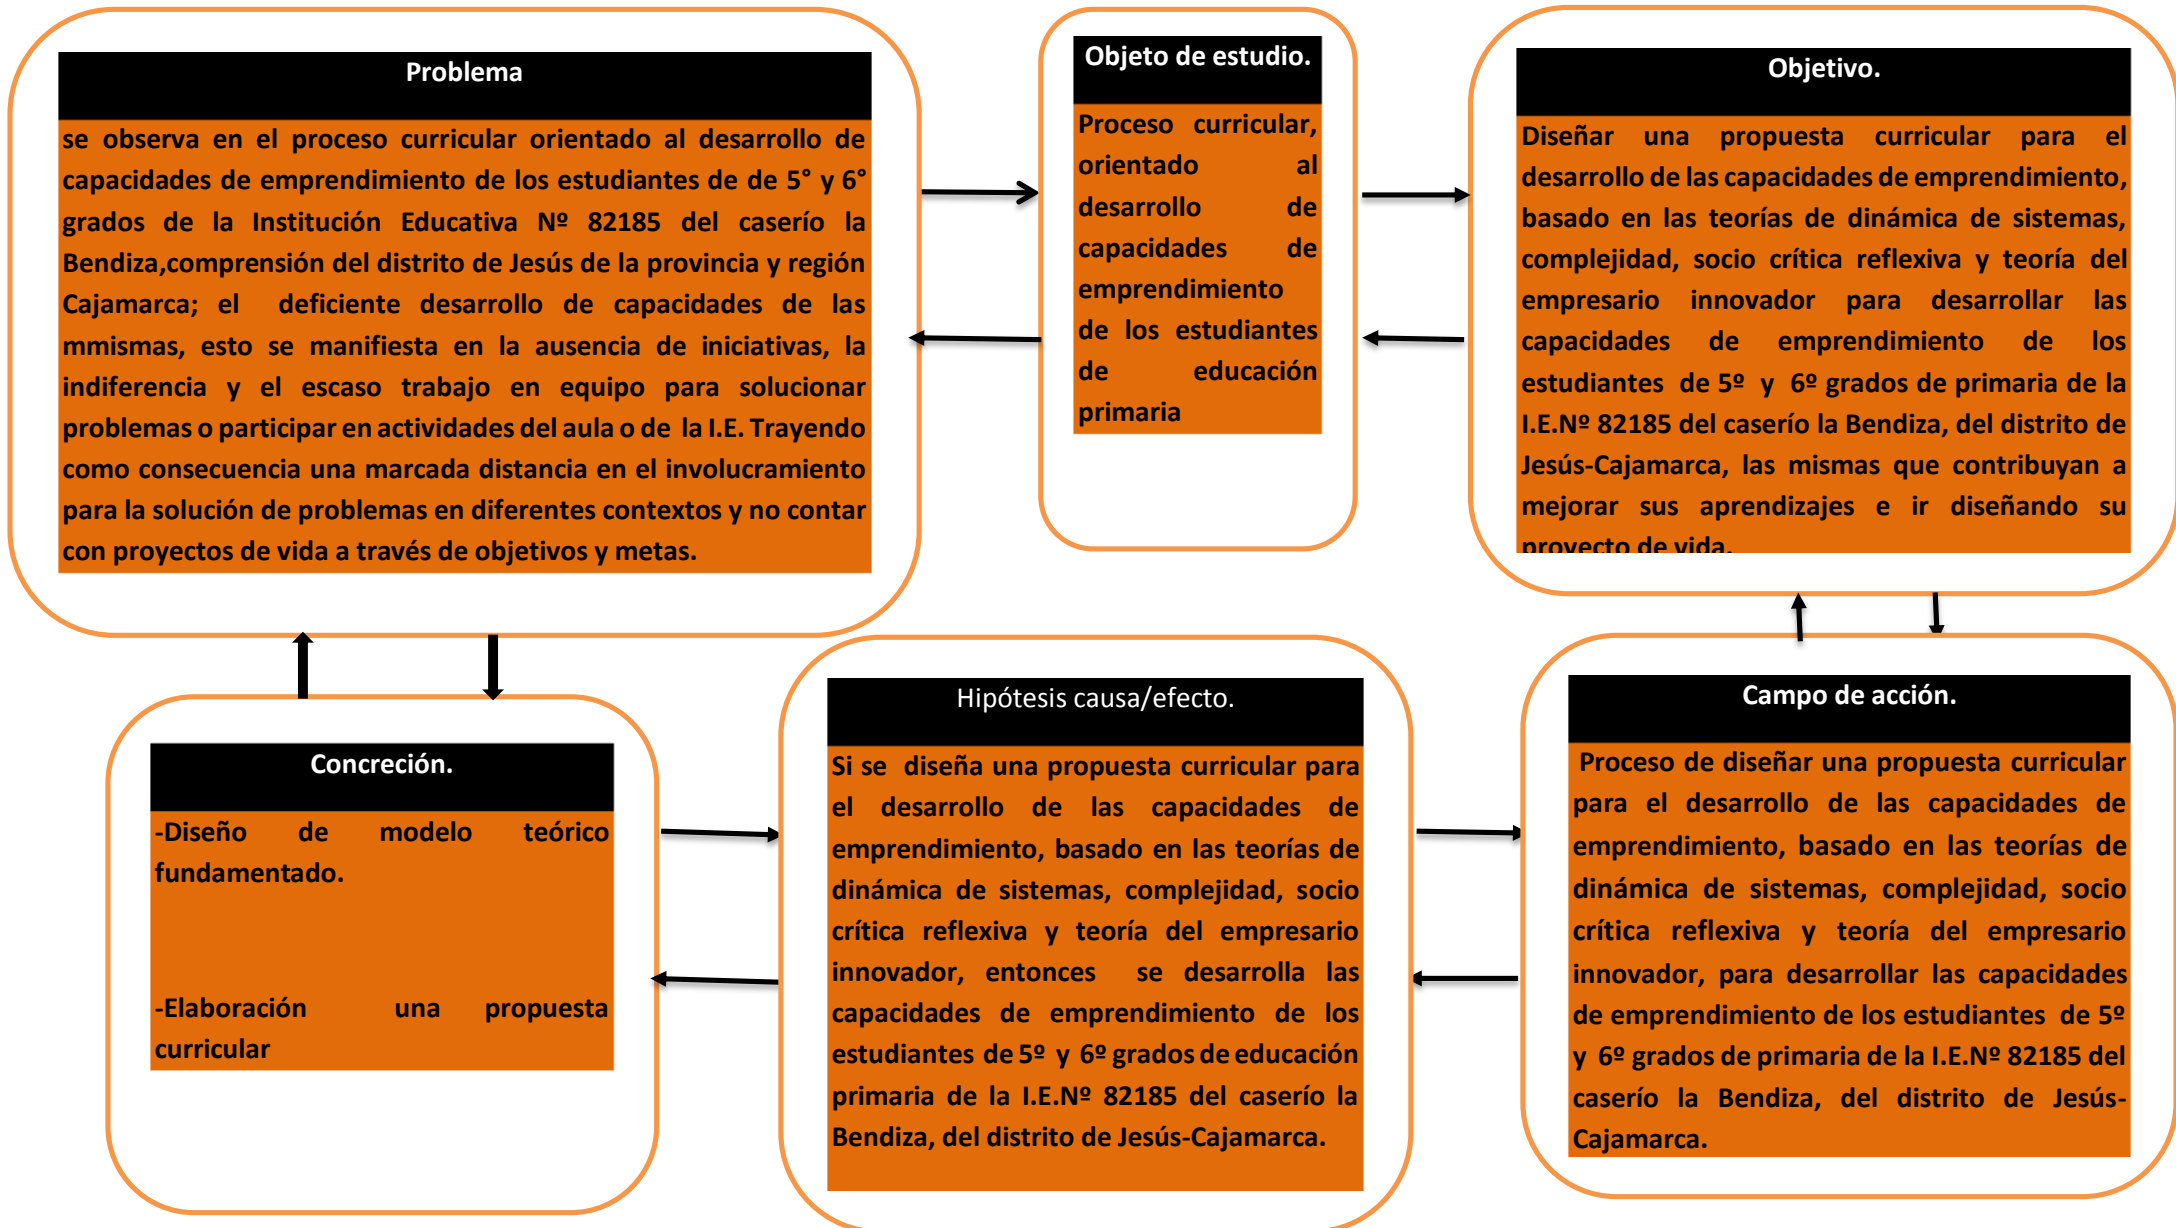 Problema
se observa en el proceso curricular orientado al desarrollo de
capacidades de emprendimiento de los estudiantes de de 5° y 6°
grados de la Institución Educativa Nº 82185 del caserío la
Bendiza,comprensión del distrito de Jesús de la provincia y región
Cajamarca; el deficiente desarrollo de capacidades de las
mmismas, esto se manifiesta en la ausencia de iniciativas, la
indiferencia y el escaso trabajo en equipo para solucionar
problemas o participar en actividades del aula o de la I.E. Trayendo
como consecuencia una marcada distancia en el involucramiento
para la solución de problemas en diferentes contextos y no contar
con proyectos de vida a través de objetivos y metas.
Objeto de estudio.
Proceso curricular,
orientado al
desarrollo de
capacidades de
emprendimiento
de los estudiantes
de educación
primaria
Objetivo.
Diseñar una propuesta curricular para el
desarrollo de las capacidades de emprendimiento,
basado en las teorías de dinámica de sistemas,
complejidad, socio crítica reflexiva y teoría del
empresario innovador para desarrollar las
capacidades de emprendimiento de los
estudiantes de 5º y 6º grados de primaria de la
I.E.Nº 82185 del caserío la Bendiza, del distrito de
Jesús-Cajamarca, las mismas que contribuyan a
mejorar sus aprendizajes e ir diseñando su
proyecto de vida.
Concreción.
-Diseño de modelo teórico
fundamentado.
-Elaboración una propuesta
curricular
Hipótesis causa/efecto.
Si se diseña una propuesta curricular para
el desarrollo de las capacidades de
emprendimiento, basado en las teorías de
dinámica de sistemas, complejidad, socio
crítica reflexiva y teoría del empresario
innovador, entonces se desarrolla las
capacidades de emprendimiento de los
estudiantes de 5º y 6º grados de educación
primaria de la I.E.Nº 82185 del caserío la
Bendiza, del distrito de Jesús-Cajamarca.
Campo de acción.
Proceso de diseñar una propuesta curricular
para el desarrollo de las capacidades de
emprendimiento, basado en las teorías de
dinámica de sistemas, complejidad, socio
crítica reflexiva y teoría del empresario
innovador, para desarrollar las capacidades
de emprendimiento de los estudiantes de 5º
y 6º grados de primaria de la I.E.Nº 82185 del
caserío la Bendiza, del distrito de Jesús-
Cajamarca.